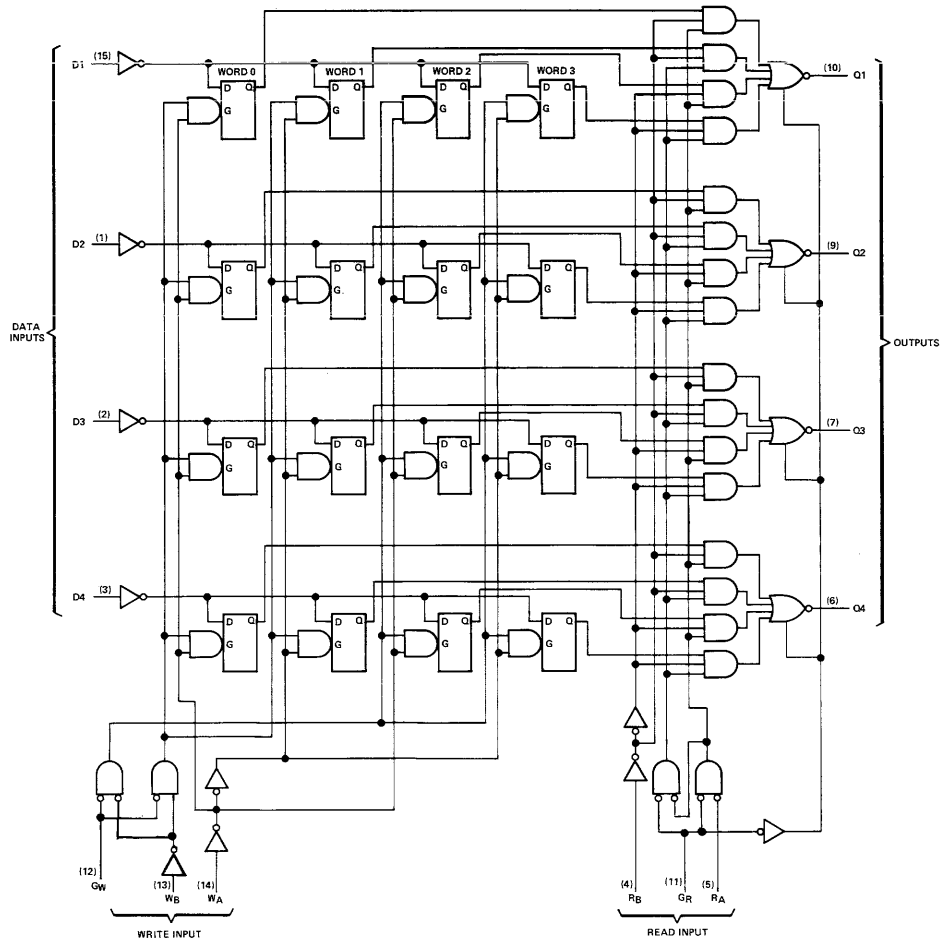 D1 (15)
WORD 0 WORD 1 WORD 2 WORD 3
D Q D Q D Q D Q
G G G G
(10) Q1
D2 (1)
D Q D Q D Q D Q
G G G G
(9) Q2
DATA
INPUTS
OUTPUTS
D3 (2)
D Q D Q D Q D Q
G G G G
(7) Q3
D4 (3)
D Q D Q D Q D Q
G G G G
(6) Q4
(12) (13) (14) (4) (11) (5)
GW WB WA RB GR RA
WRITE INPUT READ INPUT